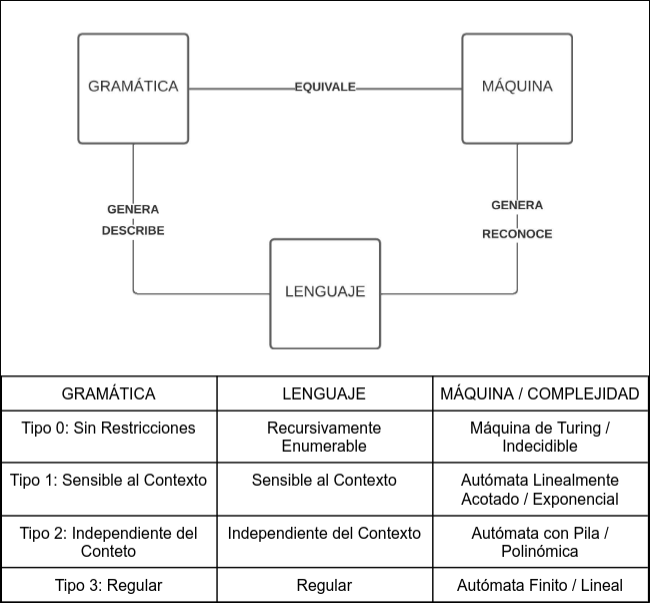 GRAMÁTICA
EQUIVALE
MÁQUINA
GENERA
DESCRIBE
GENERA
RECONOCE
LENGUAJE
GRAMÁTICA LENGUAJE MÁQUINA / COMPLEJIDAD
Tipo 0: Sin Restricciones
Recursivamente
Enumerable
Máquina de Turing /
Indecidible
Tipo 1: Sensible al Contexto
Sensible al Contexto
Autómata Linealmente
Acotado / Exponencial
Tipo 2: Independiente del
Conteto
Independiente del Contexto
Autómata con Pila /
Polinómica
Tipo 3: Regular
Regular
Autómata Finito / Lineal